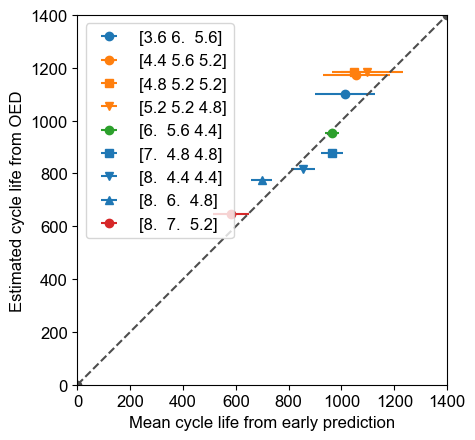 1400
1200
1000
800
600
400
200
0
Estimated cycle life from OED
[3.6 6.  5.6]
[4.4 5.6 5.2]
[4.8 5.2 5.2]
[5.2 5.2 4.8]
[6.  5.6 4.4]
[7.  4.8 4.8]
[8.  4.4 4.4]
[8.  6.  4.8]
[8.  7.  5.2]
0 200 400 600 800 1000 1200 1400
Mean cycle life from early prediction